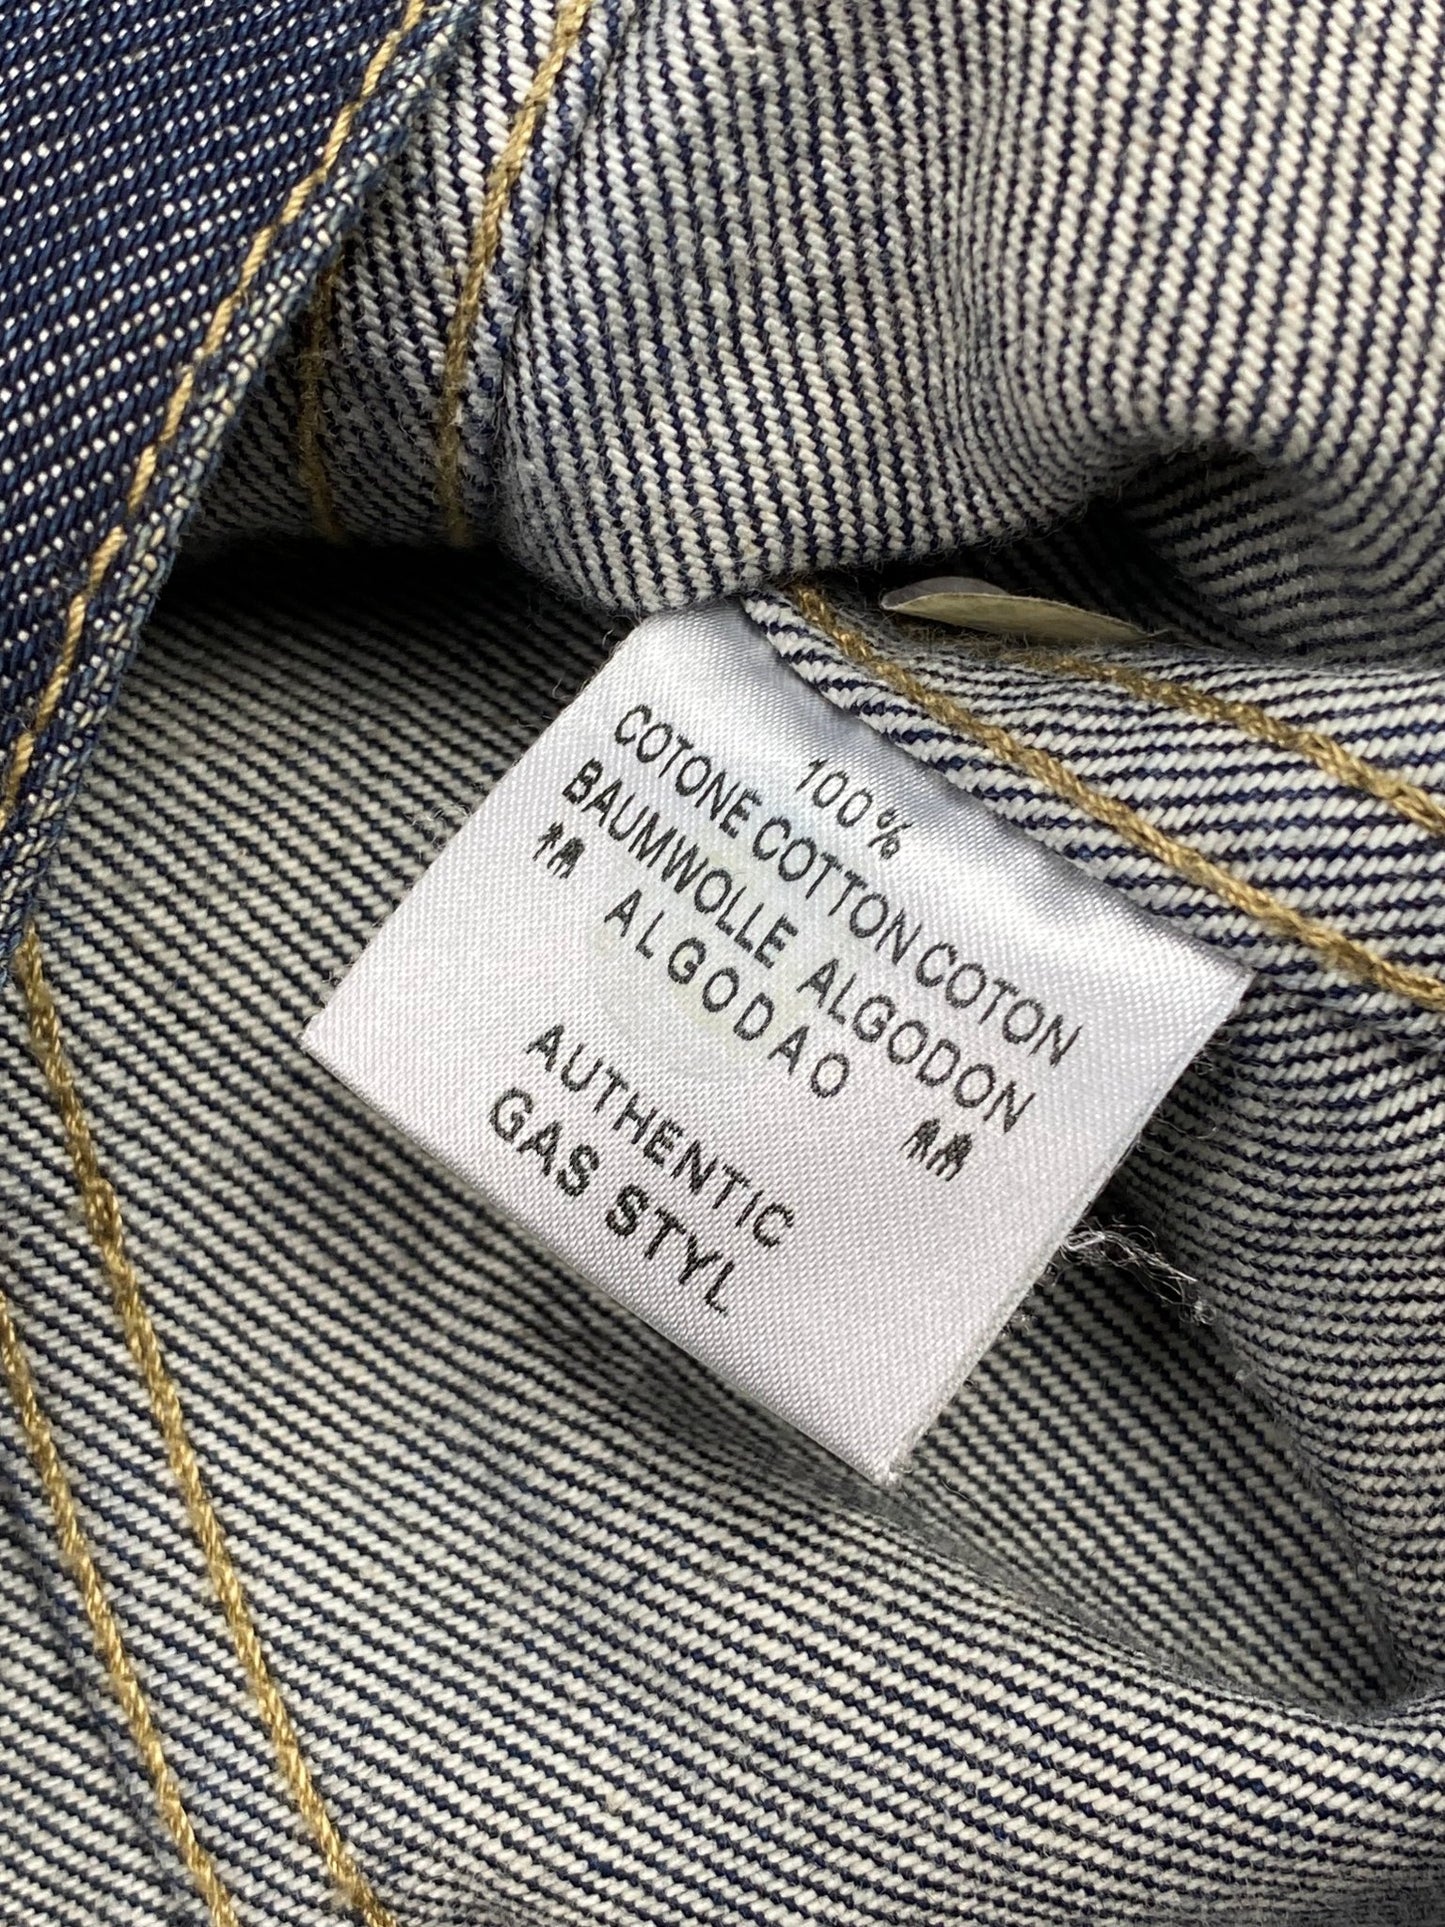 100%
COTONE COTTON COTON
BAUMWOLLE ALGODON
ALGODAO
AUTHENTIC
GAS STYL